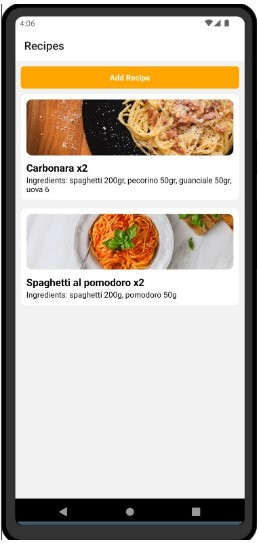 4:06
Recipes
Add Recipe
Carbonara x2
Ingredients: spaghetti 200gr, pecorino 50gr, guanciale 50gr,
uova 6
Spaghetti al pomodoro x2
Ingredients: spaghetti 200g, pomodoro 50g